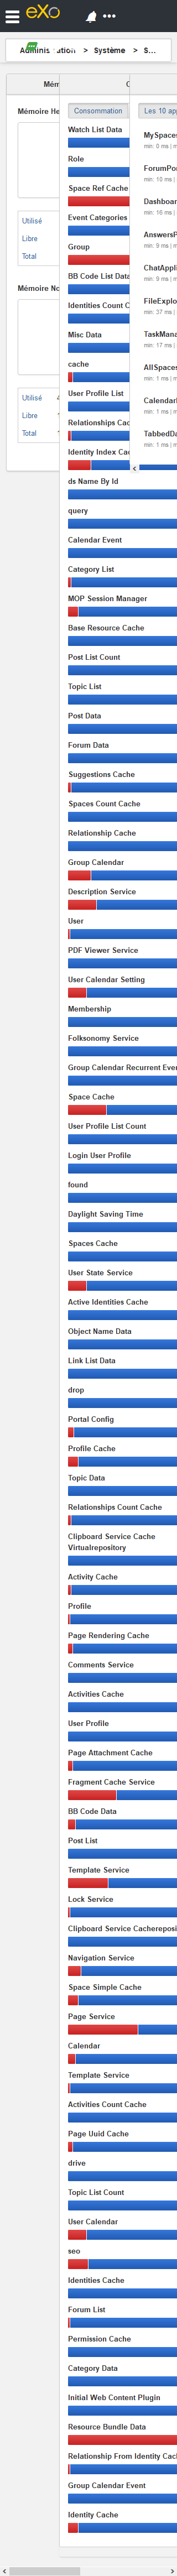 eXo
Administration > Système > S...
Mém
Mémoire He
Utilisé
Libre
Total
Mémoire No
Utilisé
Libre
Total
C
Consommation
Les 10 app
Watch List Data
Role
Space Ref Cache
Event Categories
Group
BB Code List Data
Identities Count C
Misc Data
cache
User Profile List
Relationships Cac
Identity Index Cac
MySpaces
min: 0 ms |
ForumPor
min: 10 ms |
Dashboar
min: 16 ms |
AnswersP
min: 9 ms |
ChatAppli
min: 9 ms |
FileExplo
min: 37 ms |
TaskMana
min: 17 ms |
AllSpaces
min: 1 ms |
Calendar
min: 1 ms |
TabbedDa
min: 1 ms |
ds Name By Id
query
Calendar Event
Category List
MOP Session Manager
Base Resource Cache
Post List Count
Topic List
Post Data
Forum Data
Suggestions Cache
Spaces Count Cache
Relationship Cache
Group Calendar
Description Service
User
PDF Viewer Service
User Calendar Setting
Membership
Folksonomy Service
Group Calendar Recurrent Ever
Space Cache
User Profile List Count
Login User Profile
found
Daylight Saving Time
Spaces Cache
User State Service
Active Identities Cache
Object Name Data
Link List Data
drop
Portal Config
Profile Cache
Topic Data
Relationships Count Cache
Clipboard Service Cache
Virtualrepository
Activity Cache
Profile
Page Rendering Cache
Comments Service
Activities Cache
User Profile
Page Attachment Cache
Fragment Cache Service
BB Code Data
Post List
Template Service
Lock Service
Clipboard Service Cachereposi
Navigation Service
Space Simple Cache
Page Service
Calendar
Template Service
Activities Count Cache
Page Uuid Cache
drive
Topic List Count
User Calendar
seo
Identities Cache
Forum List
Permission Cache
Category Data
Initial Web Content Plugin
Resource Bundle Data
Relationship From Identity Cac
Group Calendar Event
Identity Cache